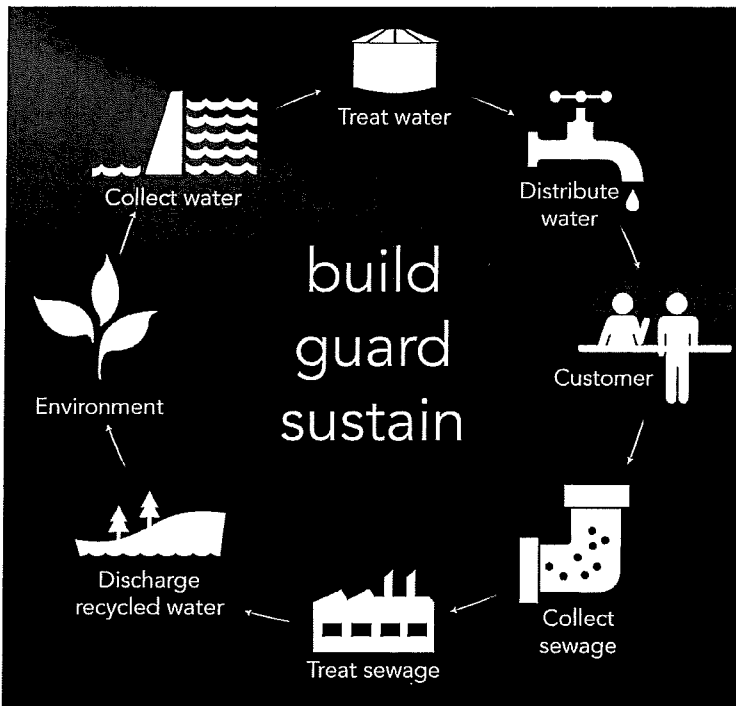 Treat water
Collect water
Distribute
water
build
guard
sustain
Customer
Environment
Discharge
recycled water
Collect
sewage
Treat sewage